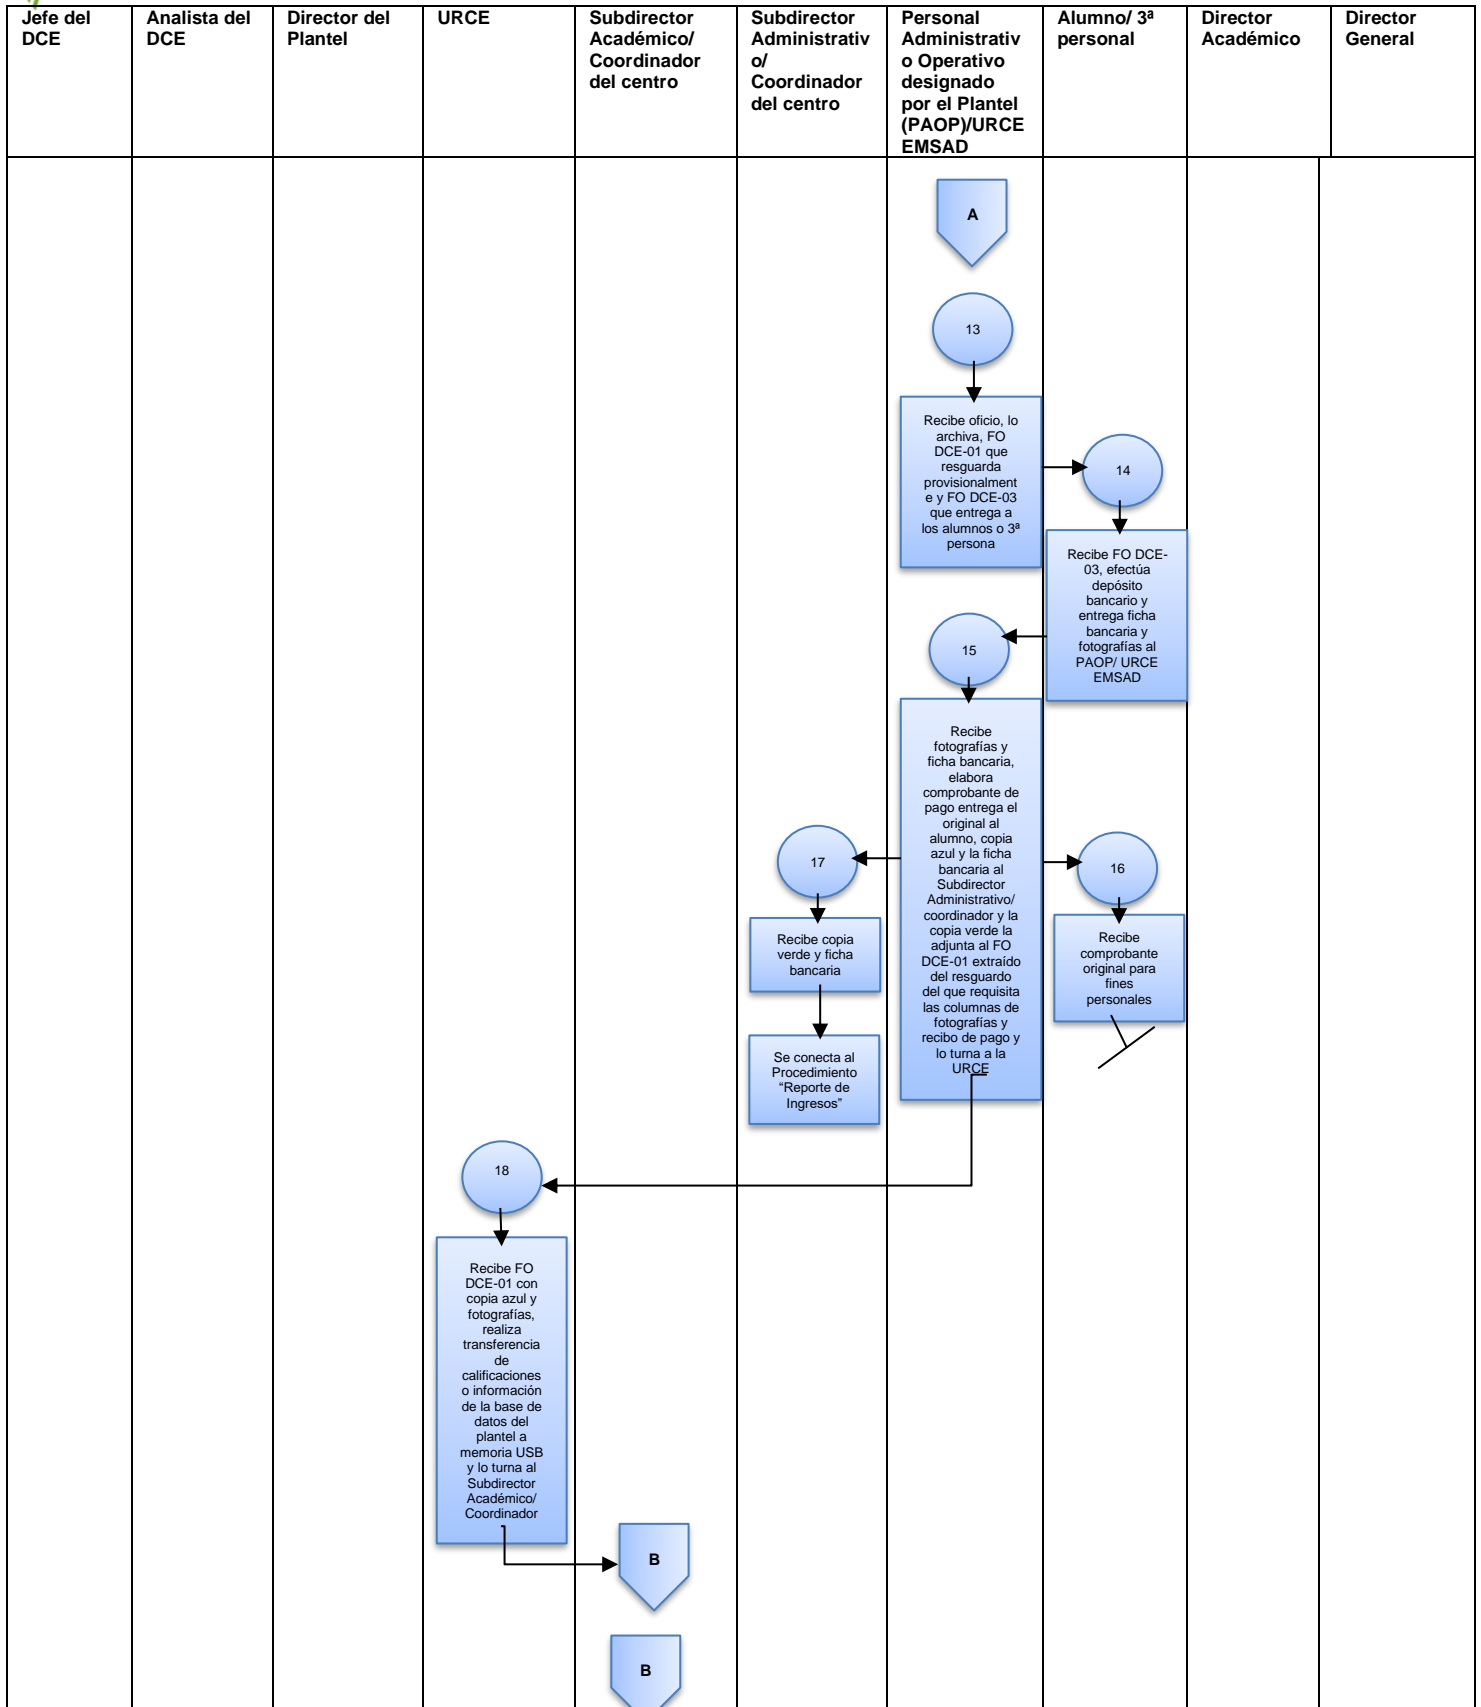 Jefe del
DCE
Analista del
DCE
Director del
Plantel
URCE
Subdirector
Académico/
Coordinador
del centro
Subdirector
Administrativ
o/
Coordinador
del centro
Personal
Administrativ
o Operativo
designado
por el Plantel
(PAOP)/URCE
EMSAD
Alumno/ 3ª
personal
Director
Académico
Director
General
A
13
Recibe oficio, lo
archiva, FO
DCE-01 que
resguarda
provisionalment
e y FO DCE-03
que entrega a
los alumnos o 3ª
persona
14
Recibe FO DCE-
03, efectúa
depósito
bancario y
entrega ficha
bancaria y
fotografías al
PAOP/ URCE
EMSAD
15
Recibe
fotografías y
ficha bancaria,
elabora
comprobante de
pago entrega el
original al
alumno, copia
azul y la ficha
bancaria al
Subdirector
Administrativo/
coordinador y la
copia verde la
adjunta al FO
DCE-01 extraído
del resguardo
del que requisita
las columnas de
fotografías y
recibo de pago y
lo turna a la
URCE
16
Recibe
comprobante
original para
fines
personales
17
Recibe copia
verde y ficha
bancaria
Se conecta al
Procedimiento
“Reporte de
Ingresos”
18
Recibe FO
DCE-01 con
copia azul y
fotografías,
realiza
transferencia
de
calificaciones
o información
de la base de
datos del
plantel a
memoria USB
y lo turna al
Subdirector
Académico/
Coordinador
B
B